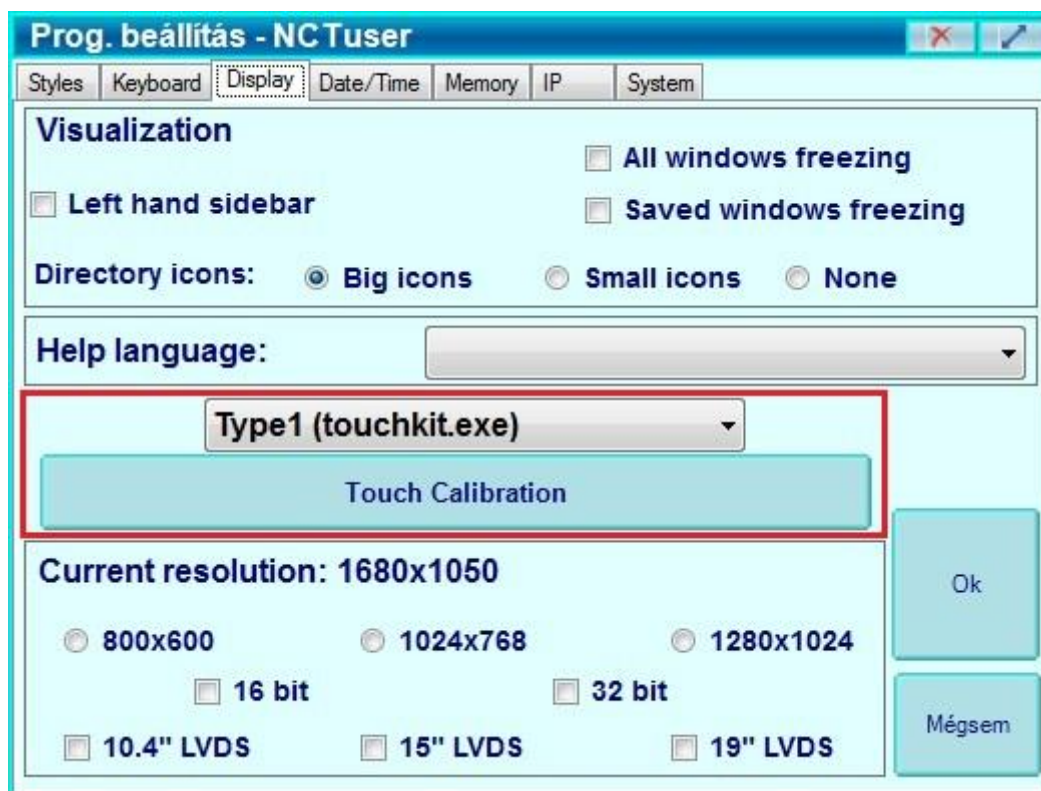 Prog. beállítás - NCTuser
Styles Keyboard Display Date/Time Memory IP System
Visualization
All windows freezing
Left hand sidebar
Saved windows freezing
Directory icons: Big icons Small icons None
Help language:
Type1 (touchkit.exe)
Touch Calibration
Current resolution: 1680x1050
Ok
800x600 1024x768 1280x1024
16 bit 32 bit
Mégsem
10.4" LVDS 15" LVDS 19" LVDS